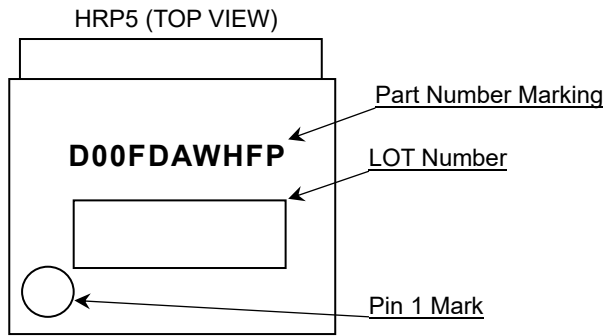 HRP5 (TOP VIEW)
Part Number Marking
D00FDAWHFP
LOT Number
Pin 1 Mark